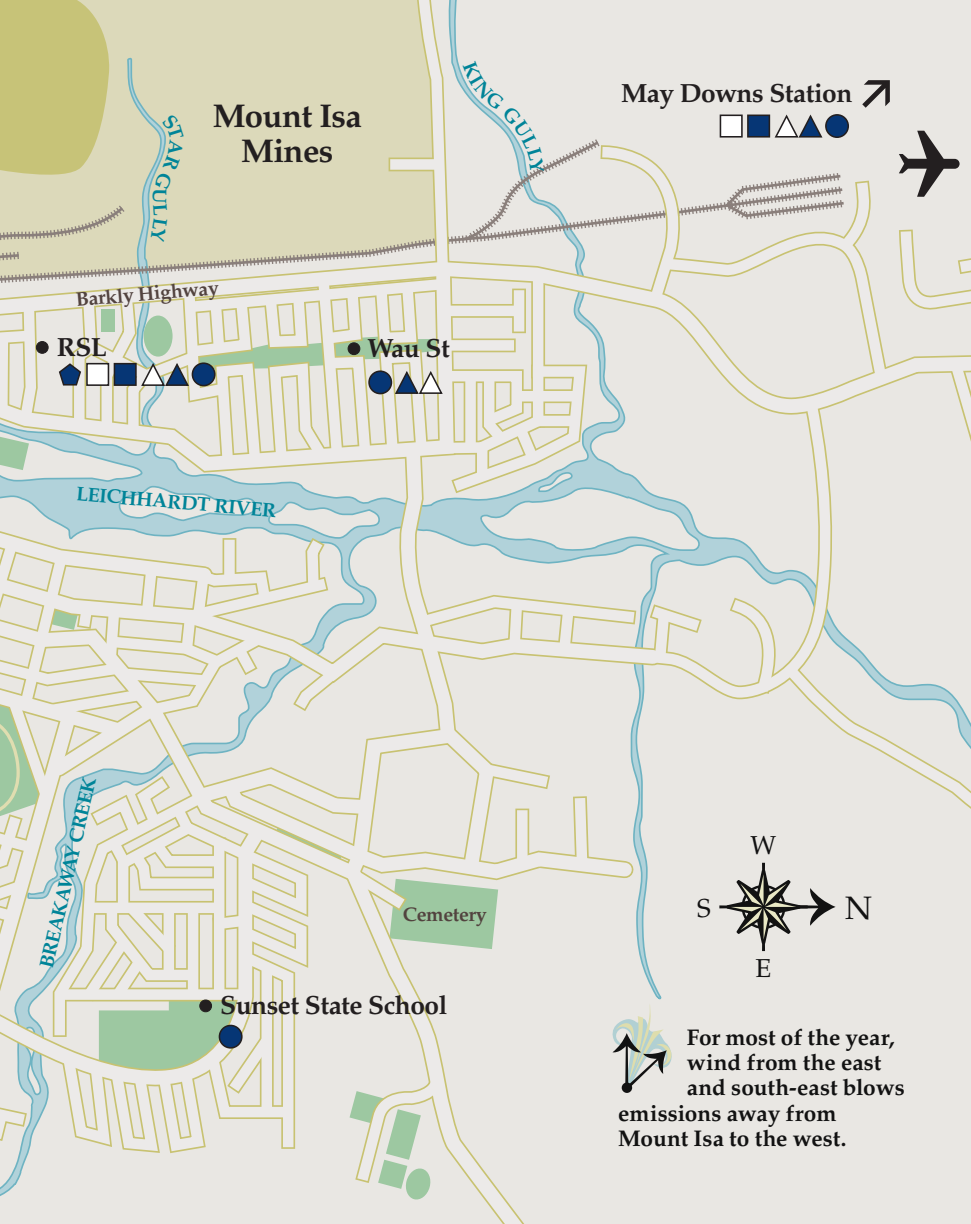 KING GULLY
May Downs Station
STAR GULLY
Mount Isa
Mines
Barkly Highway
RSL
Wau St
LEICHHARDT RIVER
BREAKAWAY CREEK
W
S
N
E
Cemetery
Sunset State School
For most of the year,
wind from the east
and south-east blows
emissions away from
Mount Isa to the west.